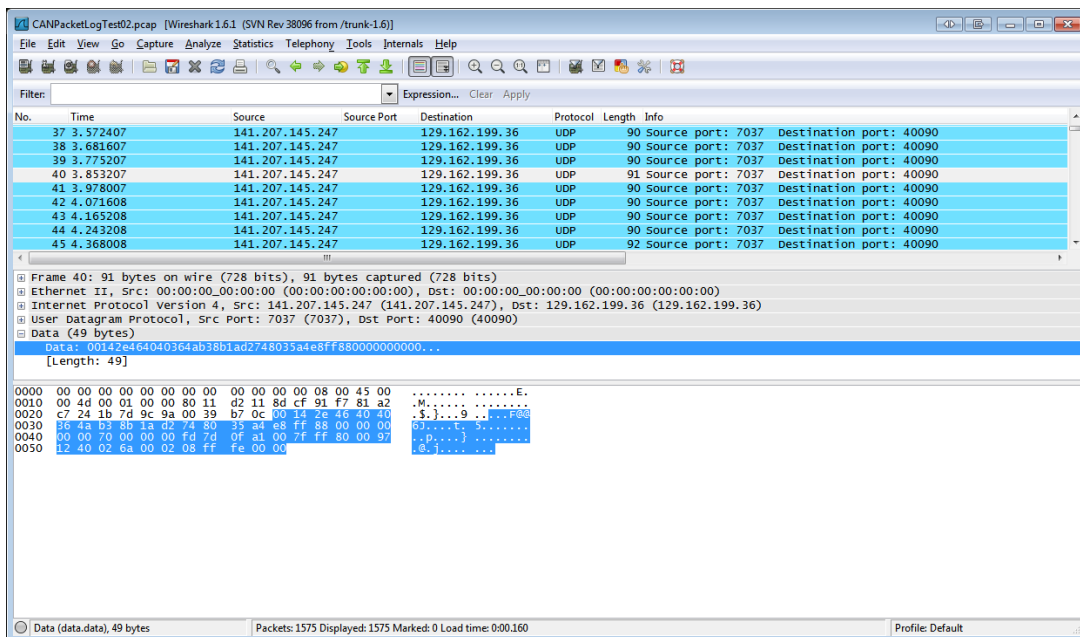 CANPacketLogTest02.pcap [Wireshark 1.6.1 (SVN Rev 38096 from /trunk-1.6)]
File Edit View Go Capture Analyze Statistics Telephony Tools Internals Help
Filter: Expression... Clear Apply
No. Time Source Source Port Destination Protocol Length Info
37 3.572407 141.207.145.247 129.162.199.36 UDP 90 Source port: 7037 Destination port: 40090
38 3.681607 141.207.145.247 129.162.199.36 UDP 90 Source port: 7037 Destination port: 40090
39 3.775207 141.207.145.247 129.162.199.36 UDP 90 Source port: 7037 Destination port: 40090
40 3.853207 141.207.145.247 129.162.199.36 UDP 91 Source port: 7037 Destination port: 40090
41 3.978007 141.207.145.247 129.162.199.36 UDP 90 Source port: 7037 Destination port: 40090
42 4.071608 141.207.145.247 129.162.199.36 UDP 90 Source port: 7037 Destination port: 40090
43 4.165208 141.207.145.247 129.162.199.36 UDP 90 Source port: 7037 Destination port: 40090
44 4.243208 141.207.145.247 129.162.199.36 UDP 90 Source port: 7037 Destination port: 40090
45 4.368008 141.207.145.247 129.162.199.36 UDP 92 Source port: 7037 Destination port: 40090
Frame 40: 91 bytes on wire (728 bits), 91 bytes captured (728 bits)
Ethernet II, Src: 00:00:00_00:00:00 (00:00:00:00:00:00), Dst: 00:00:00_00:00:00 (00:00:00:00:00:00)
Internet Protocol Version 4, Src: 141.207.145.247 (141.207.145.247), Dst: 129.162.199.36 (129.162.199.36)
User Datagram Protocol, Src Port: 7037 (7037), Dst Port: 40090 (40090)
Data (49 bytes)
Data: 00142e464040364ab38b1ad2748035a4e8ff880000000000...
[Length: 49]
0000 00 00 00 00 00 00 00 00 00 00 00 00 08 00 45 00 ........ ......E.
0010 00 4d 00 01 00 00 80 11 d2 11 8d cf 91 f7 81 a2 .M...... ........
0020 c7 24 1b 7d 9c 9a 00 39 b7 0c 00 14 2e 46 40 40 .$.}...9 .....F@@
0030 36 4a b3 8b 1a d2 74 80 35 a4 e8 ff 88 00 00 00 6J....t. 5.......
0040 00 00 70 00 00 00 fd 7d 0f a1 00 7f ff 80 00 97 ..p....} ........
0050 12 40 02 6a 00 02 08 ff fe 00 00 .@.j.... ...
Data (data.data), 49 bytes Packets: 1575 Displayed: 1575 Marked: 0 Load time: 0:00.160 Profile: Default